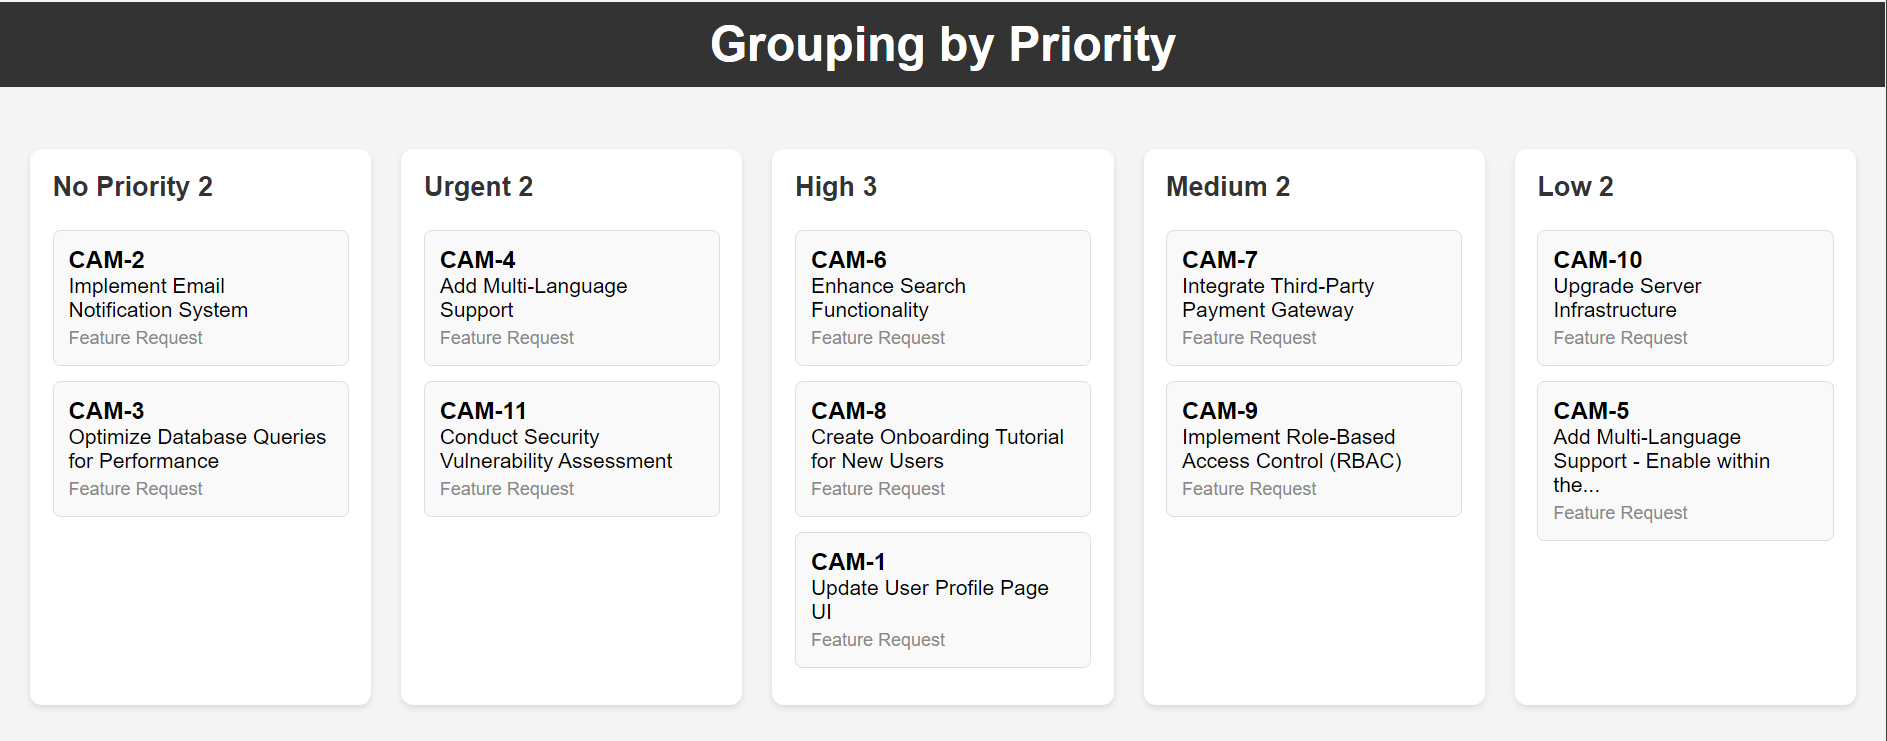 Grouping by Priority
No Priority 2
CAM-2
Implement Email
Notification System
Feature Request
CAM-3
Optimize Database Queries
for Performance
Feature Request
Urgent 2
CAM-4
Add Multi-Language
Support
Feature Request
CAM-11
Conduct Security
Vulnerability Assessment
Feature Request
High 3
CAM-6
Enhance Search
Functionality
Feature Request
CAM-8
Create Onboarding Tutorial
for New Users
Feature Request
CAM-1
Update User Profile Page
UI
Feature Request
Medium 2
CAM-7
Integrate Third-Party
Payment Gateway
Feature Request
CAM-9
Implement Role-Based
Access Control (RBAC)
Feature Request
Low 2
CAM-10
Upgrade Server
Infrastructure
Feature Request
CAM-5
Add Multi-Language
Support - Enable within
the...
Feature Request